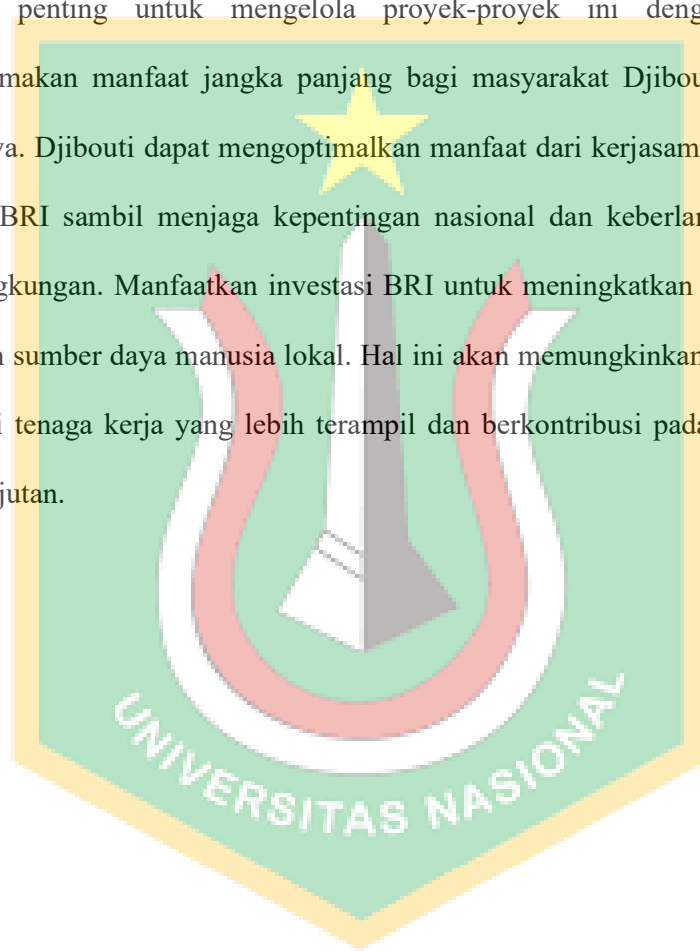 penting untuk mengelola proyek-proyek ini deng
makan manfaat jangka panjang bagi masyarakat Djibou
ya. Djibouti dapat mengoptimalkan manfaat dari kerjasam
BRI sambil menjaga kepentingan nasional dan keberlan
gkungan. Manfaatkan investasi BRI untuk meningkatkan
n sumber daya manusia lokal. Hal ini akan memungkinkan
i tenaga kerja yang lebih terampil dan berkontribusi pada
jutan.
UNIVERSITAS NASIONAL